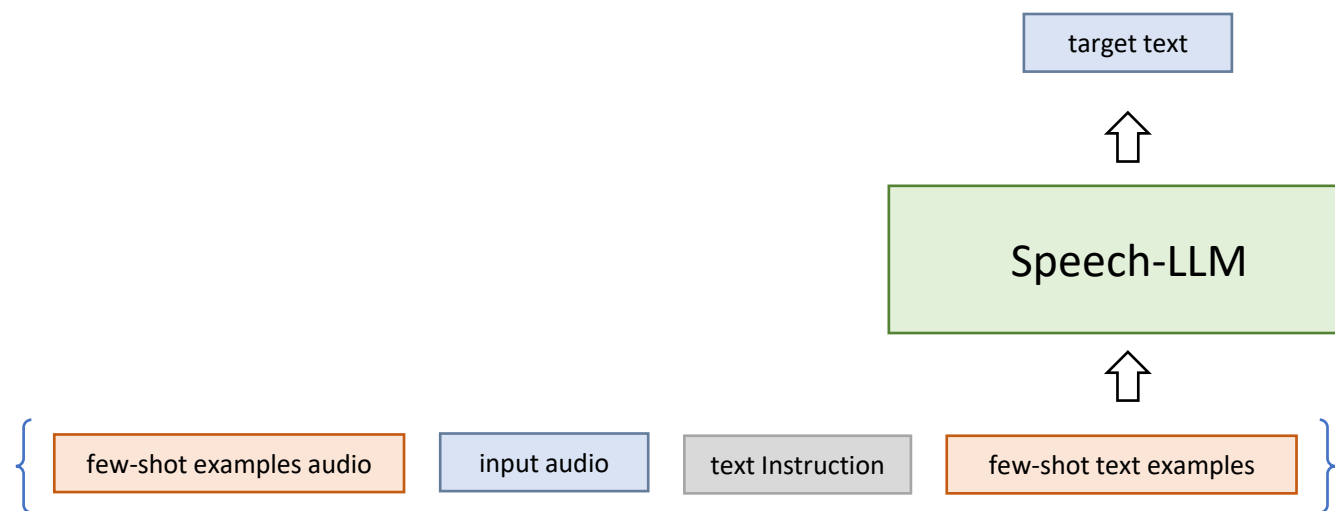 target text
Speech-LLM
few-shot examples audio
input audio
text Instruction
few-shot text examples